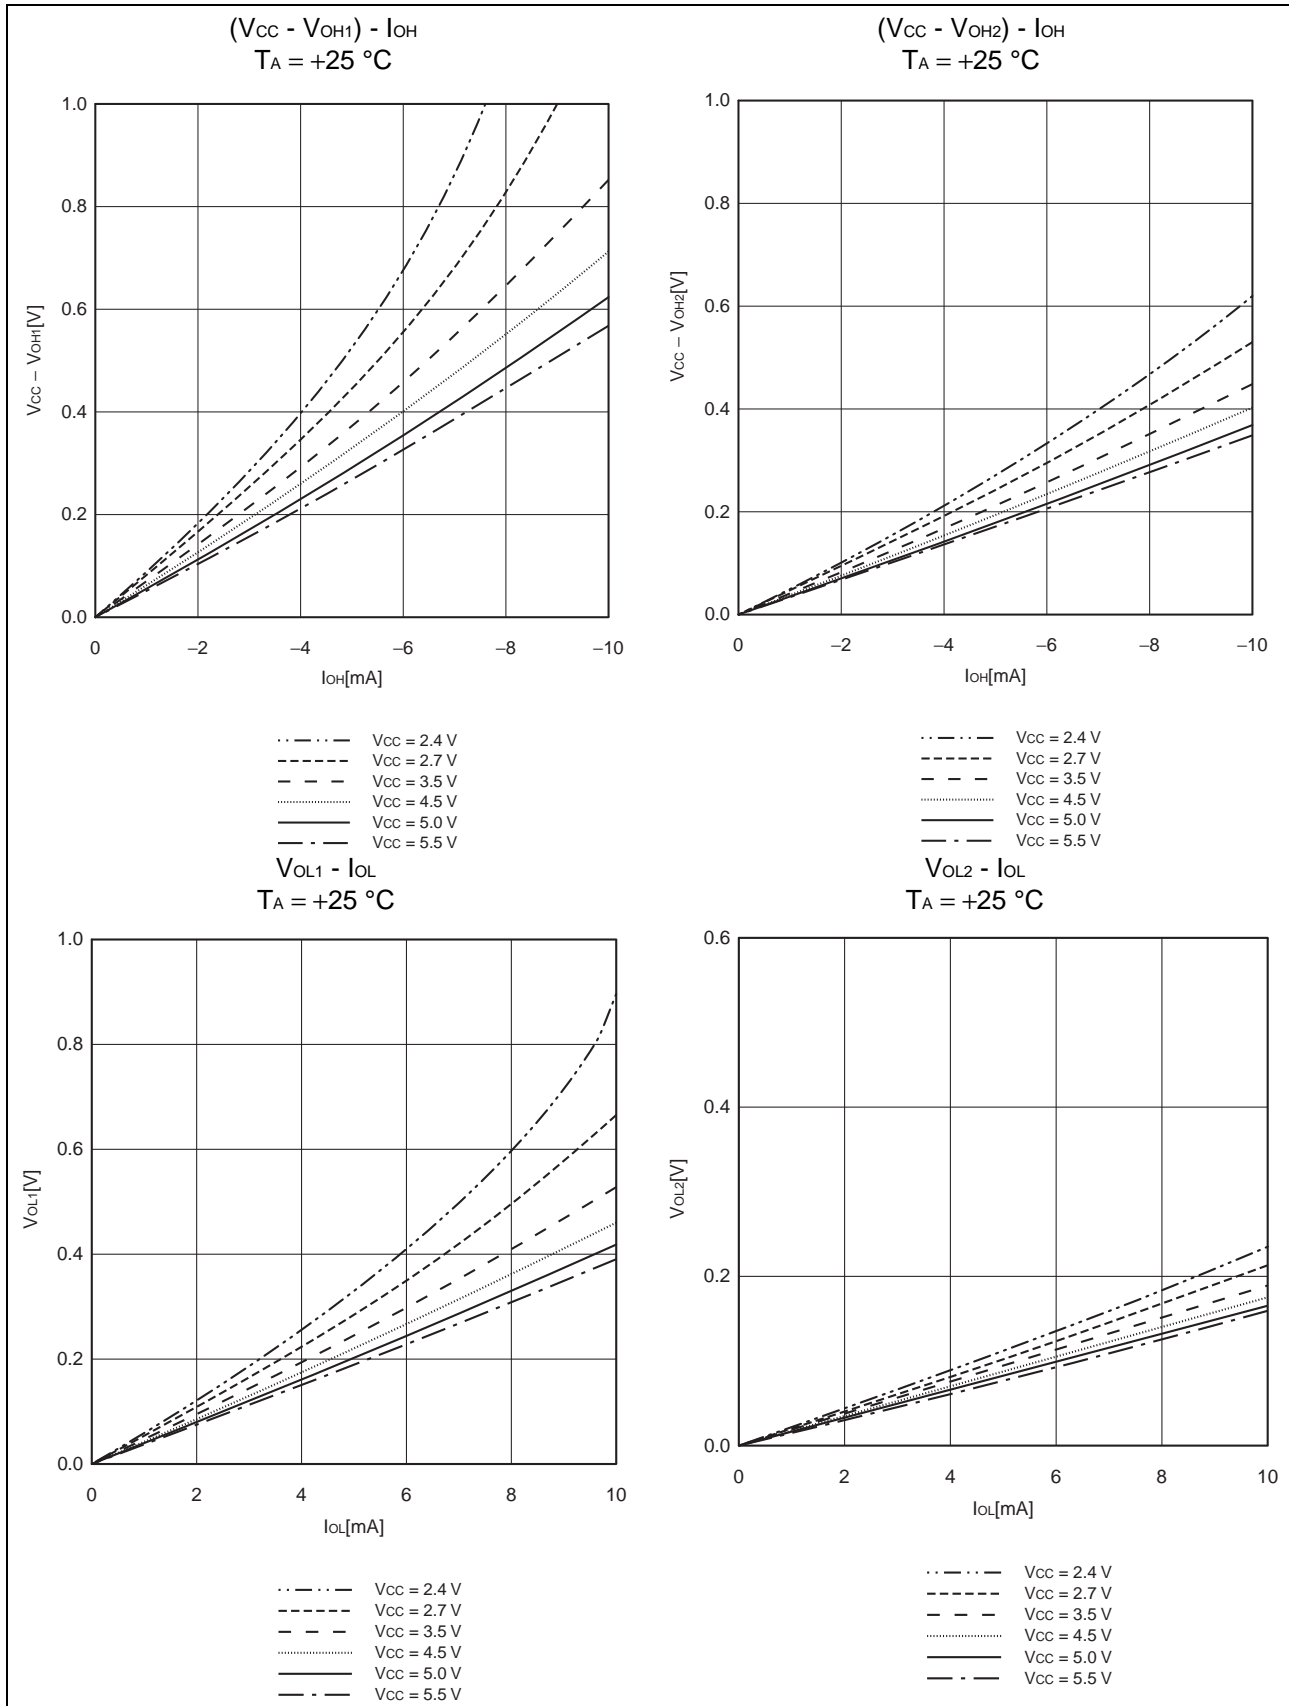 (VCC - VOH1) - IOH
TA = +25 °C
1.0
0.8
0.6
0.4
0.2
0.0
VCC – VOH1[V]
0 –2 –4 –6 –8 –10
IOH[mA]
VCC = 2.4 V
VCC = 2.7 V
VCC = 3.5 V
VCC = 4.5 V
VCC = 5.0 V
VCC = 5.5 V
(VCC - VOH2) - IOH
TA = +25 °C
1.0
0.8
0.6
0.4
0.2
0.0
VCC – VOH2[V]
0 –2 –4 –6 –8 –10
IOH[mA]
VCC = 2.4 V
VCC = 2.7 V
VCC = 3.5 V
VCC = 4.5 V
VCC = 5.0 V
VCC = 5.5 V
VOL1 - IOL
TA = +25 °C
1.0
0.8
0.6
0.4
0.2
0.0
VOL1[V]
0 2 4 6 8 10
IOL[mA]
VCC = 2.4 V
VCC = 2.7 V
VCC = 3.5 V
VCC = 4.5 V
VCC = 5.0 V
VCC = 5.5 V
VOL2 - IOL
TA = +25 °C
0.6
0.4
0.2
0.0
VOL2[V]
0 2 4 6 8 10
IOL[mA]
VCC = 2.4 V
VCC = 2.7 V
VCC = 3.5 V
VCC = 4.5 V
VCC = 5.0 V
VCC = 5.5 V